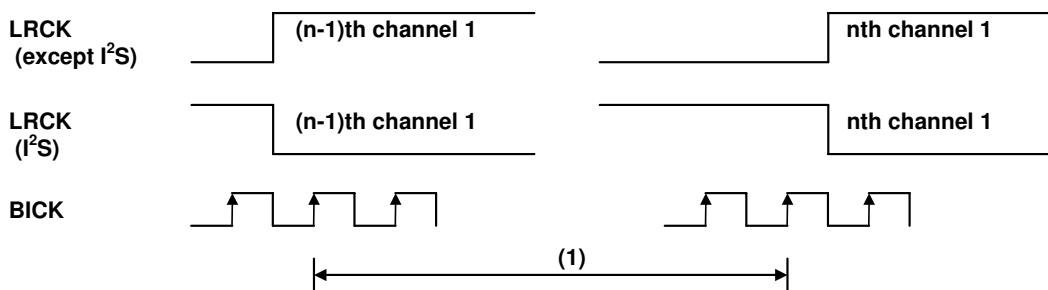 LRCK (n-1)th channel 1 nth channel 1
(except I²S)
LRCK (n-1)th channel 1 nth channel 1
(I²S)
BICK
(1)